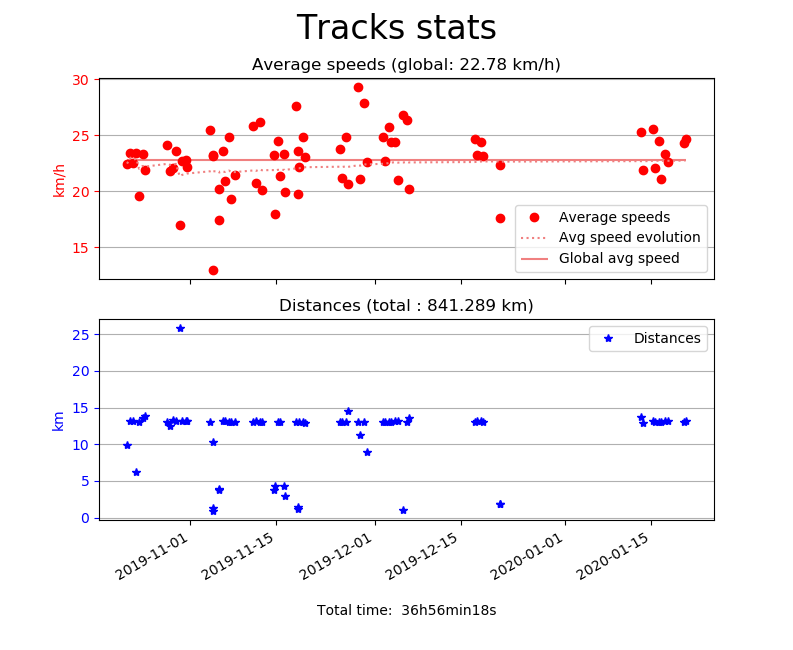 Tracks stats
Average speeds (global: 22.78 km/h)
30
25
20
15
km/h
Average speeds
Avg speed evolution
Global avg speed
Distances (total : 841.289 km)
25
20
15
10
5
0
km
Distances
2019-11-01
2019-11-15
2019-12-01
2019-12-15
2020-01-01
2020-01-15
Total time:  36h56min18s